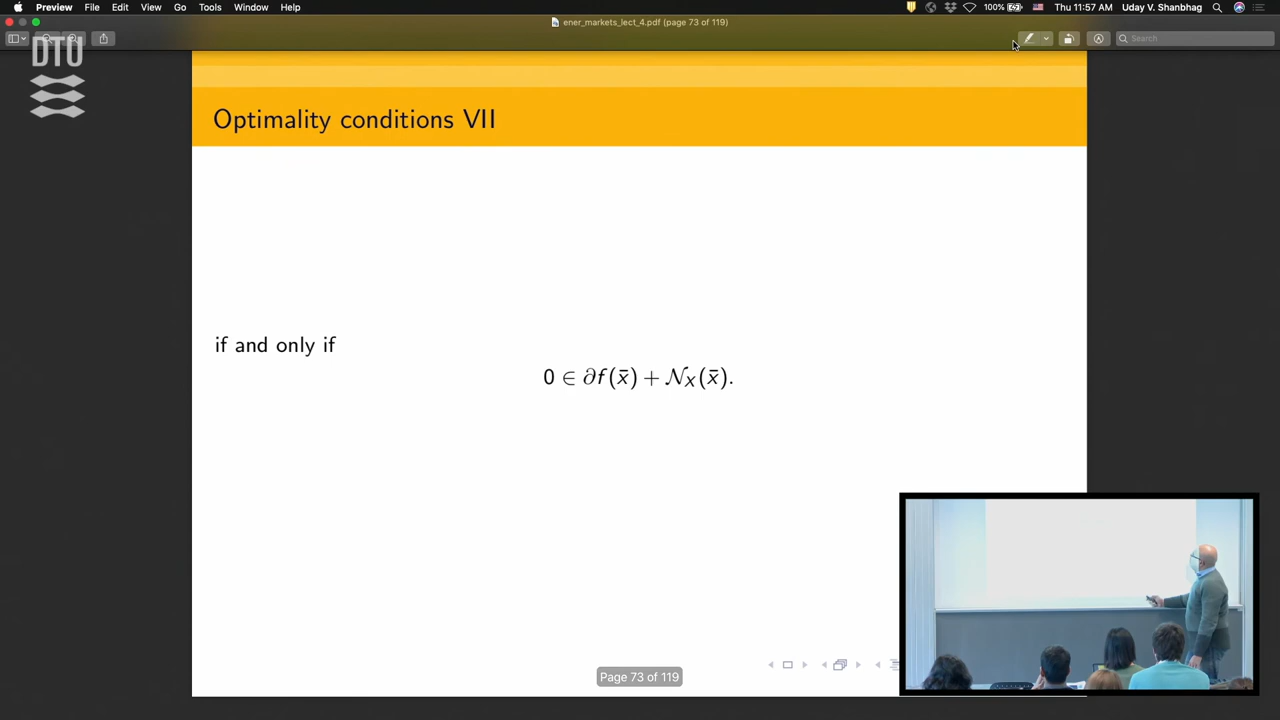 Preview File Edit View Go Tools Window Help 100% Thu 11:57 AM Uday V. Shanbhag
ener_markets_lect_4.pdf (page 73 of 119)
Search
DTU
Optimality conditions VII
if and only if
0 ∈ ∂f(x̄) + 𝒩_X(x̄).
Page 73 of 119